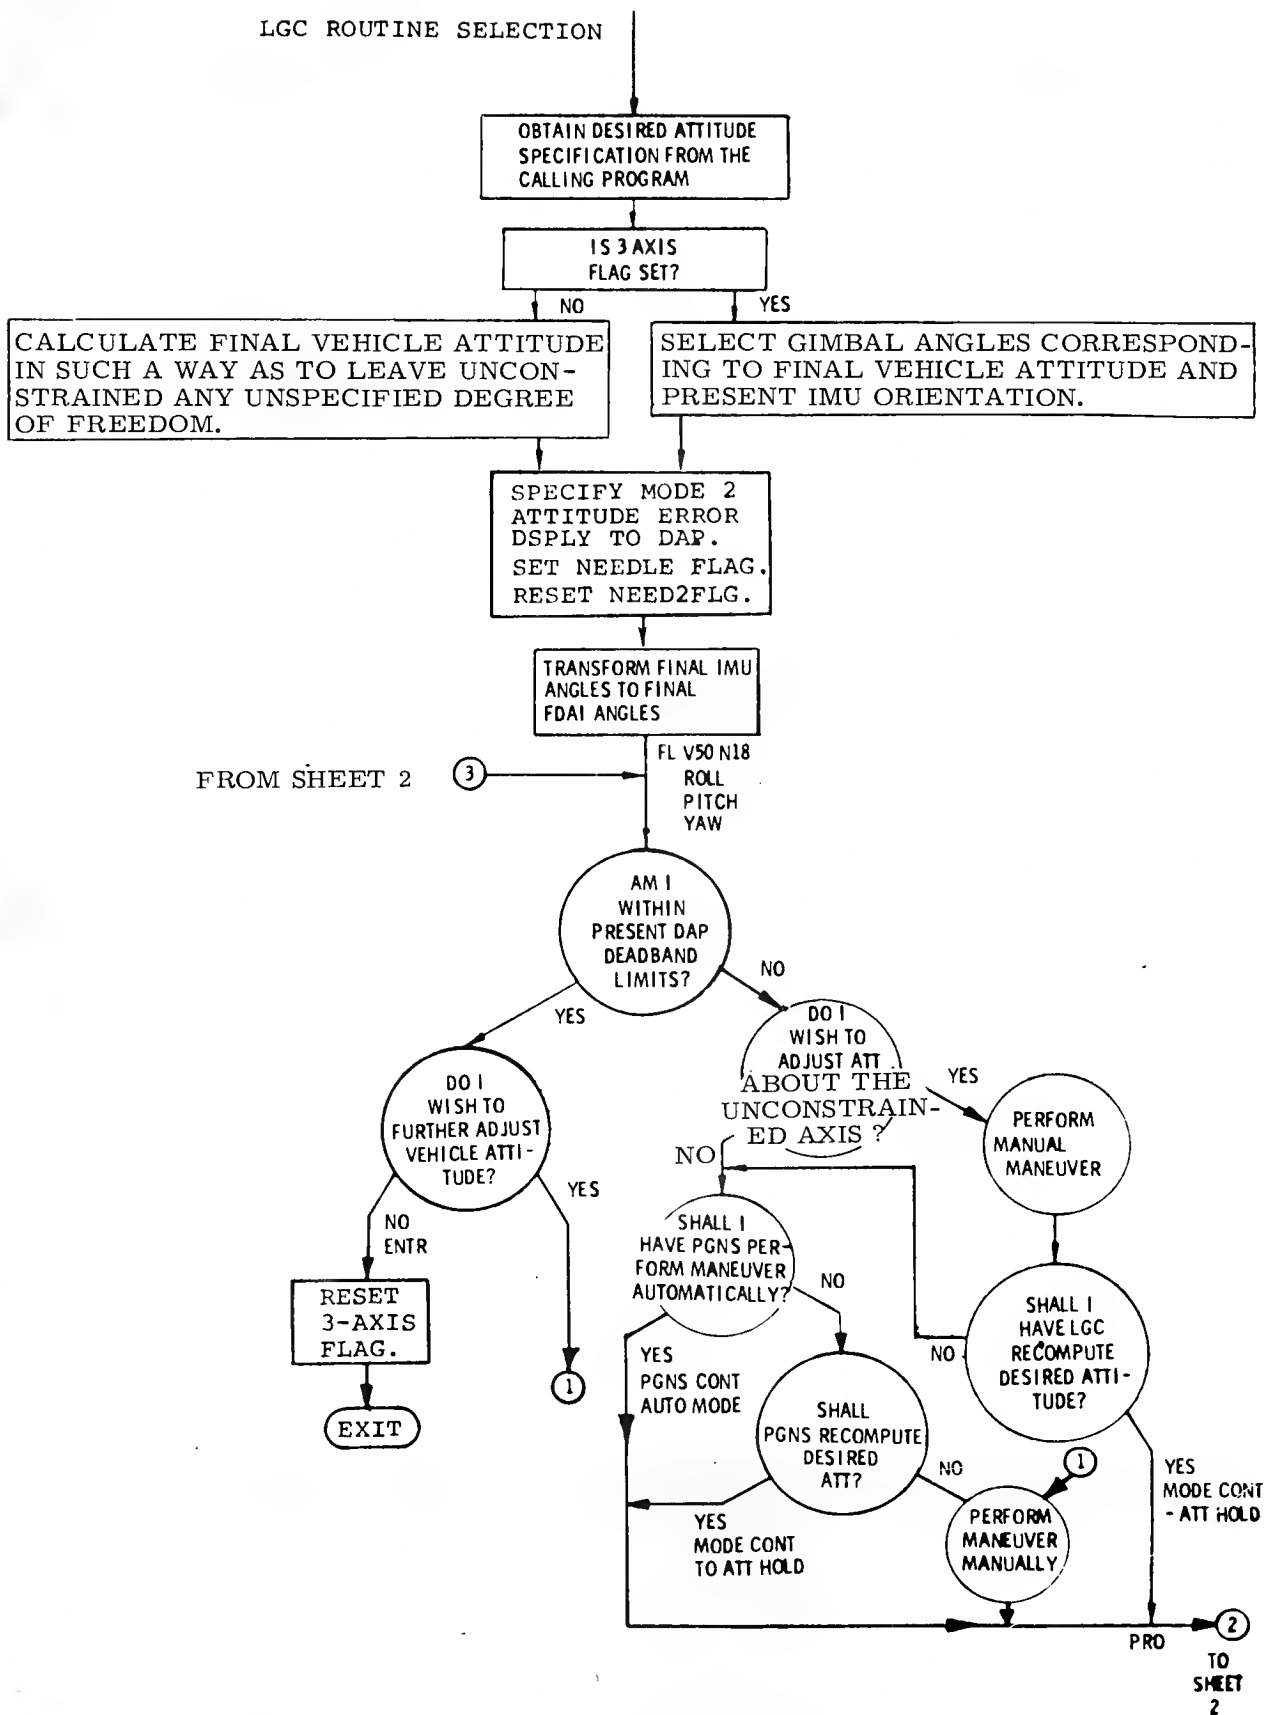 LGC ROUTINE SELECTION
OBTAIN DESIRED ATTITUDE
SPECIFICATION FROM THE
CALLING PROGRAM
IS 3 AXIS
FLAG SET?
NO
YES
CALCULATE FINAL VEHICLE ATTITUDE
IN SUCH A WAY AS TO LEAVE UNCON-
STRAINED ANY UNSPECIFIED DEGREE
OF FREEDOM.
SELECT GIMBAL ANGLES CORRESPOND-
ING TO FINAL VEHICLE ATTITUDE AND
PRESENT IMU ORIENTATION.
SPECIFY MODE 2
ATTITUDE ERROR
DSPLY TO DAP.
SET NEEDLE FLAG.
RESET NEED2FLG.
TRANSFORM FINAL IMU
ANGLES TO FINAL
FDAI ANGLES
FL V50 N18
ROLL
PITCH
YAW
FROM SHEET 2
3
AM I
WITHIN
PRESENT DAP
DEADBAND
LIMITS?
YES
NO
DO I
WISH TO
FURTHER ADJUST
VEHICLE ATTI-
TUDE?
NO
ENTR
YES
RESET
3-AXIS
FLAG.
EXIT
1
DO I
WISH TO
ADJUST ATT
ABOUT THE
UNCONSTRAIN-
ED AXIS ?
YES
NO
PERFORM
MANUAL
MANEUVER
SHALL I
HAVE PGNS PER-
FORM MANEUVER
AUTOMATICALLY?
NO
YES
PGNS CONT
AUTO MODE
SHALL I
HAVE LGC
RECOMPUTE
DESIRED ATTI-
TUDE?
NO
YES
MODE CONT
- ATT HOLD
SHALL
PGNS RECOMPUTE
DESIRED
ATT?
NO
YES
MODE CONT
TO ATT HOLD
1
PERFORM
MANEUVER
MANUALLY
PRO
2
TO
SHEET
2